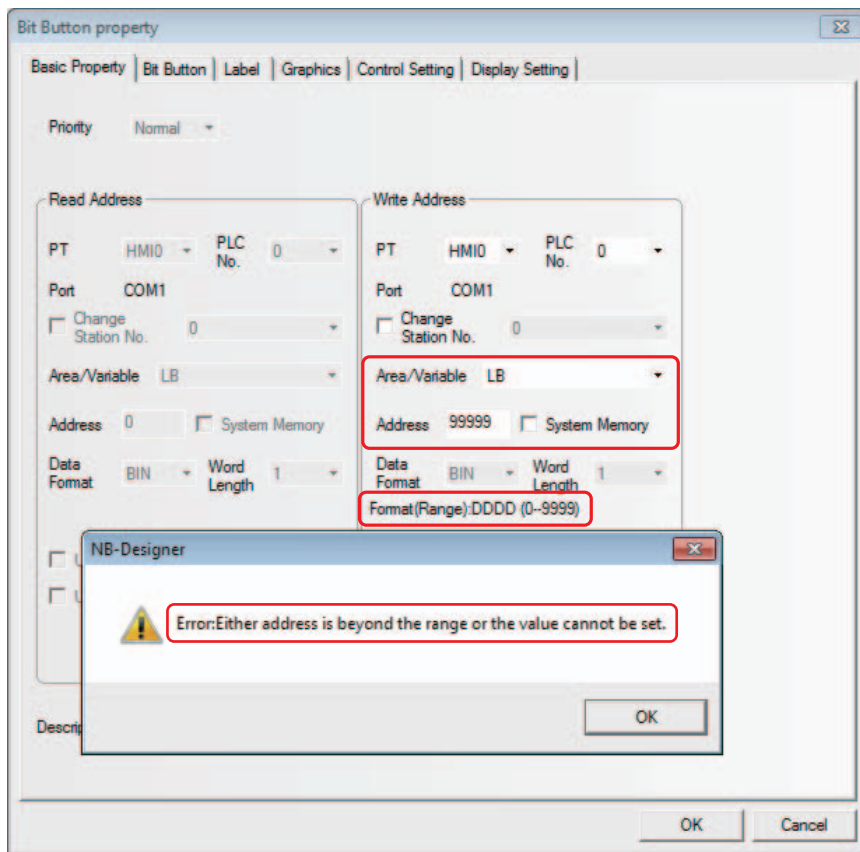 Bit Button property
Basic Property Bit Button Label Graphics Control Setting Display Setting
Priority Normal
Read Address
PT HMI0 PLC No. 0
Port COM1
Change Station No. 0
Area/Variable LB
Address 0 System Memory
Data Format BIN Word Length 1
Write Address
PT HMI0 PLC No. 0
Port COM1
Change Station No. 0
Area/Variable LB
Address 99999 System Memory
Data Format BIN Word Length 1
Format(Range):DDDD (0--9999)
NB-Designer
Error:Either address is beyond the range or the value cannot be set.
OK
OK Cancel